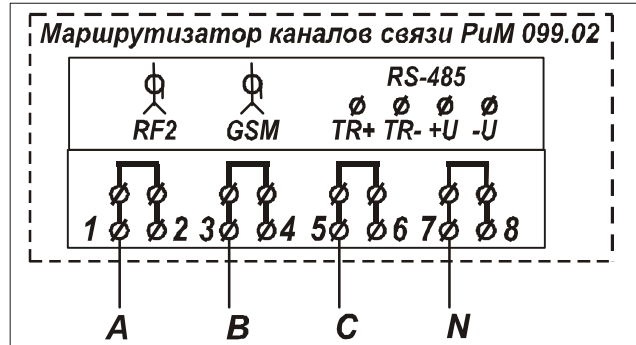 Маршрутизатор каналов связи РиМ 099.02
RS-485
RF2 GSM TR+ TR- +U -U
1 2 3 4 5 6 7 8
A B C N